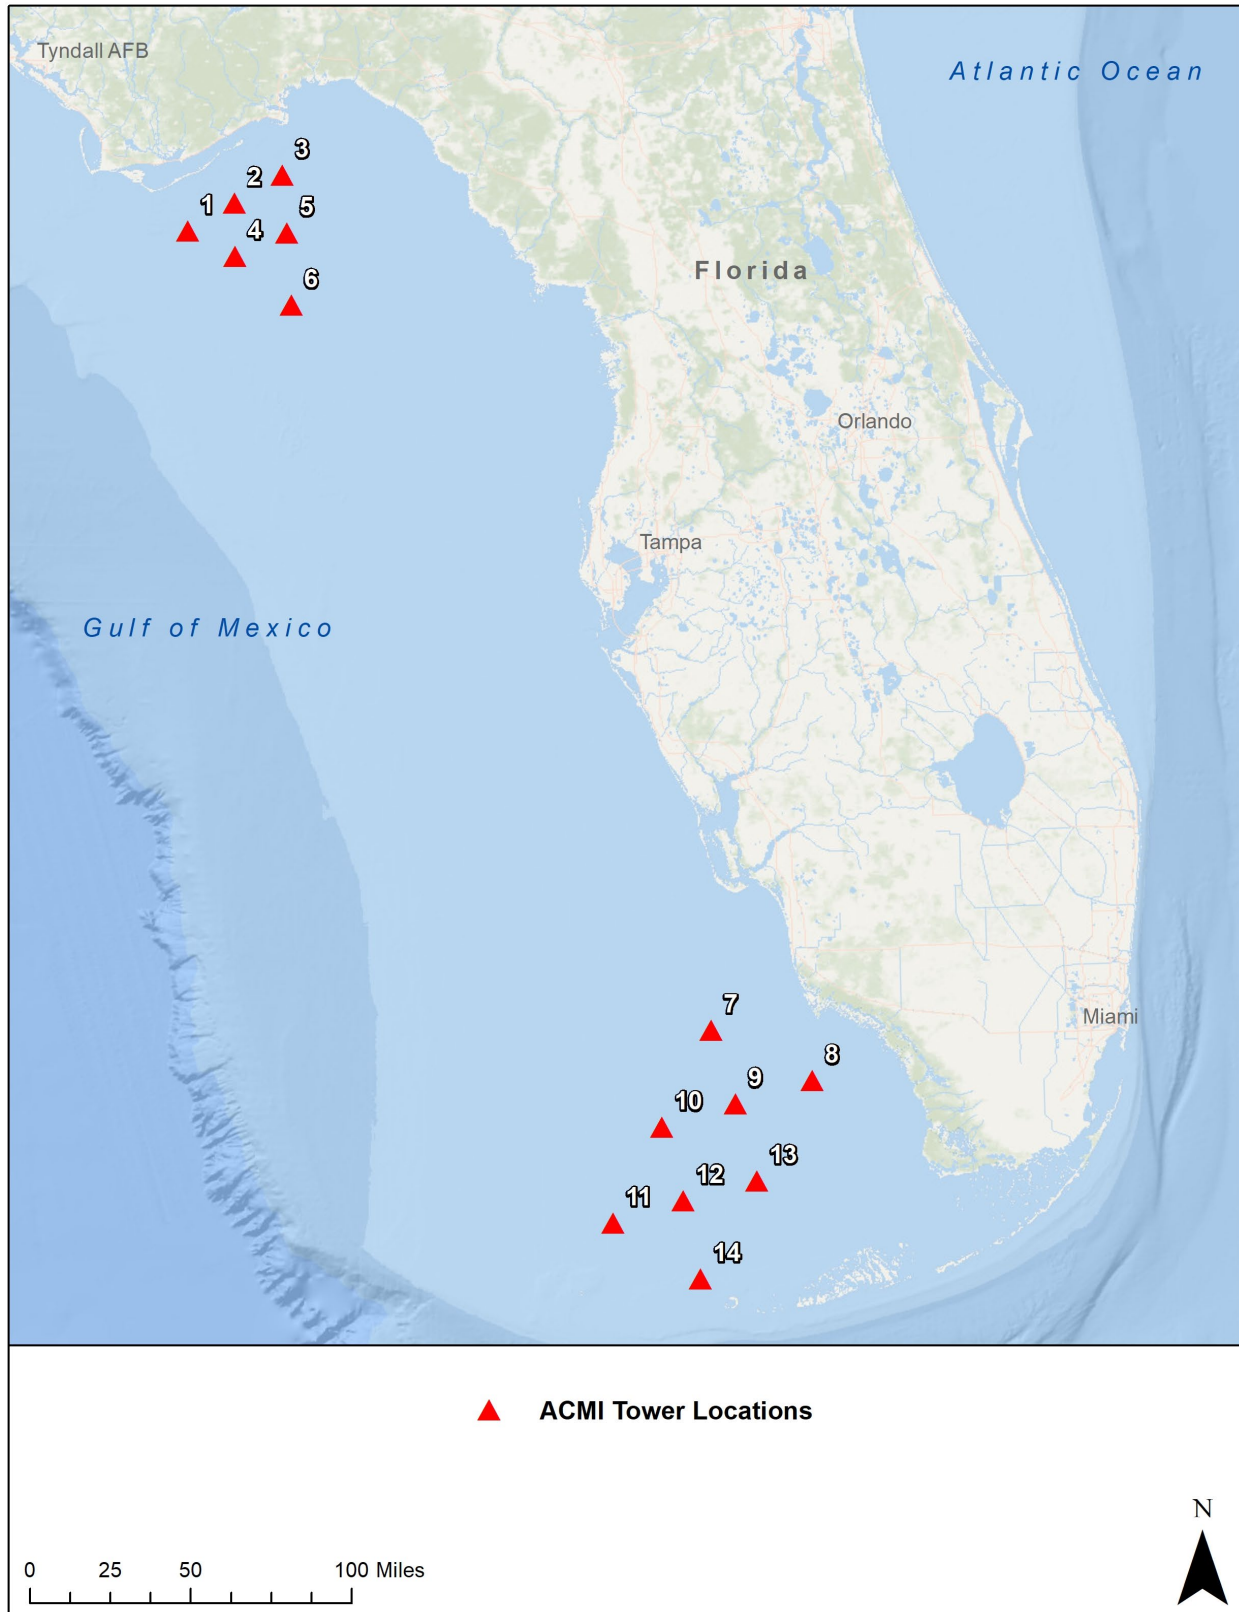 Tyndall AFB
Atlantic Ocean
3
2
1
5
4
6
Florida
Orlando
Tampa
Gulf of Mexico
7
Miami
8
9
10
13
12
11
14
ACMI Tower Locations
N
0 25 50 100 Miles